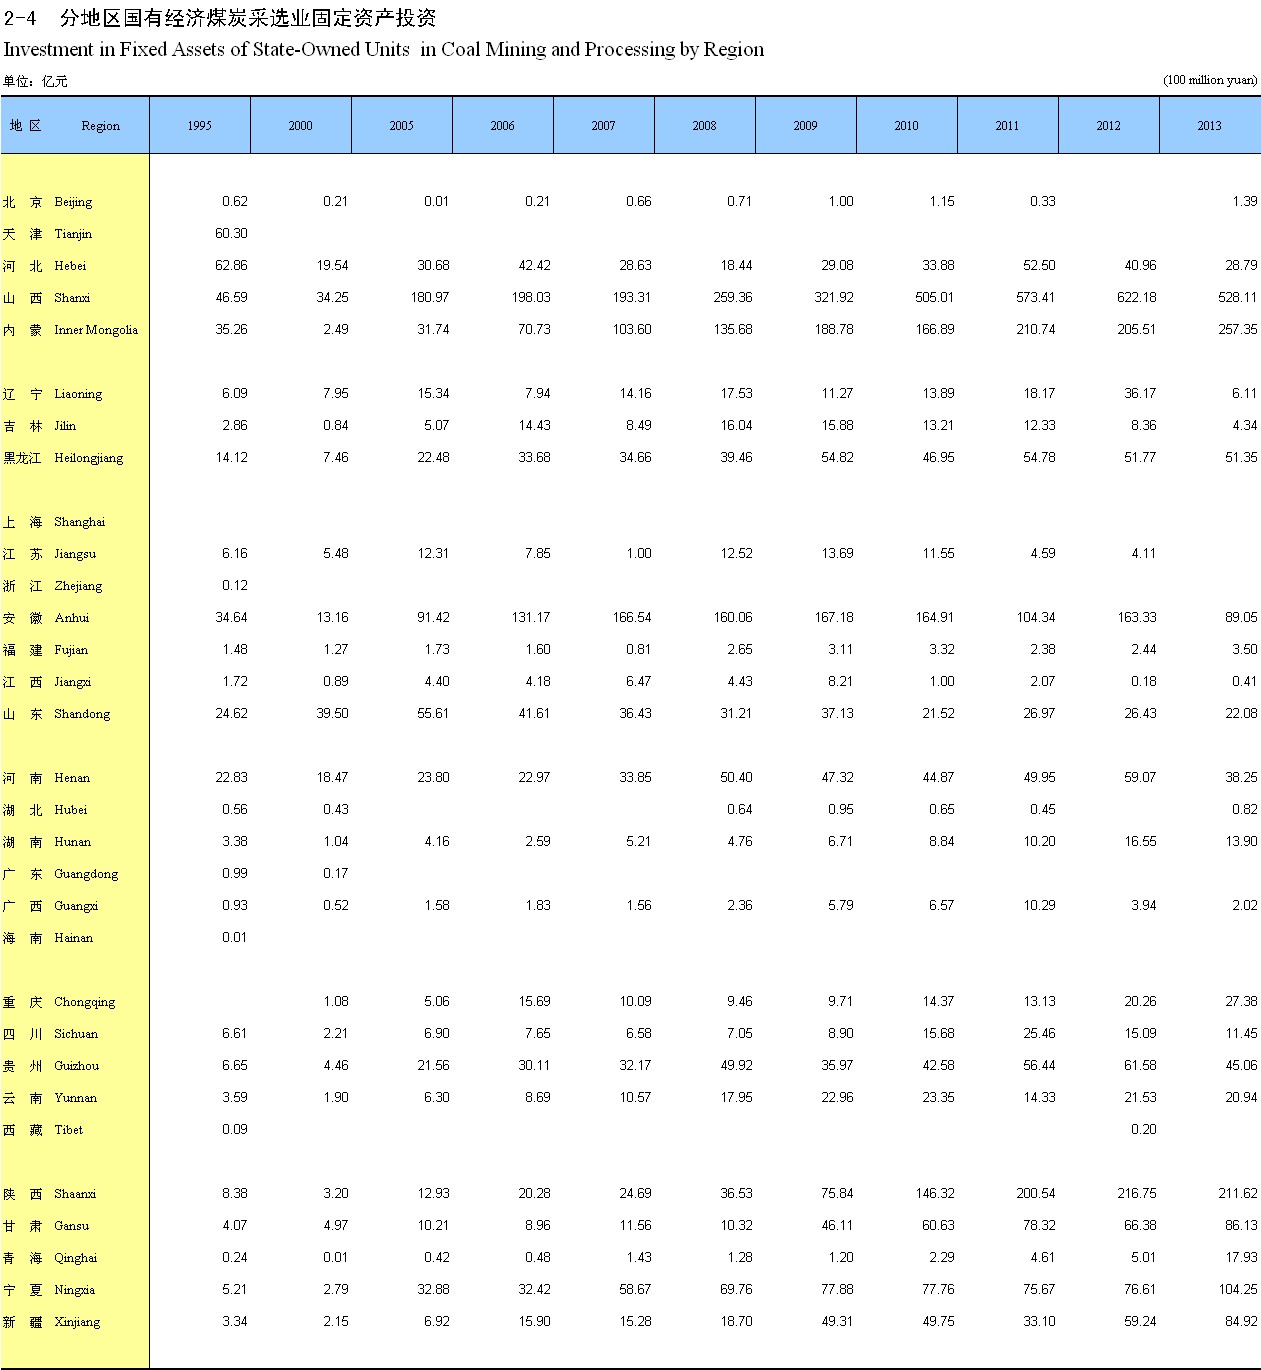 2-4 分地区国有经济煤炭采选业固定资产投资
Investment in Fixed Assets of State-Owned Units in Coal Mining and Processing by Region
单位：亿元 (100 million yuan)
地 区 Region 1995 2000 2005 2006 2007 2008 2009 2010 2011 2012 2013
北 京 Beijing 0.62 0.21 0.01 0.21 0.66 0.71 1.00 1.15 0.33 1.39
天 津 Tianjin 60.30
河 北 Hebei 62.86 19.54 30.68 42.42 28.63 18.44 29.08 33.88 52.50 40.96 28.79
山 西 Shanxi 46.59 34.25 180.97 198.03 193.31 259.36 321.92 505.01 573.41 622.18 528.11
内 蒙 Inner Mongolia 35.26 2.49 31.74 70.73 103.60 135.68 188.78 166.89 210.74 205.51 257.35
辽 宁 Liaoning 6.09 7.95 15.34 7.94 14.16 17.53 11.27 13.89 18.17 36.17 6.11
吉 林 Jilin 2.86 0.84 5.07 14.43 8.49 16.04 15.88 13.21 12.33 8.36 4.34
黑龙江 Heilongjiang 14.12 7.46 22.48 33.68 34.66 39.46 54.82 46.95 54.78 51.77 51.35
上 海 Shanghai
江 苏 Jiangsu 6.16 5.48 12.31 7.85 1.00 12.52 13.69 11.55 4.59 4.11
浙 江 Zhejiang 0.12
安 徽 Anhui 34.64 13.16 91.42 131.17 166.54 160.06 167.18 164.91 104.34 163.33 89.05
福 建 Fujian 1.48 1.27 1.73 1.60 0.81 2.65 3.11 3.32 2.38 2.44 3.50
江 西 Jiangxi 1.72 0.89 4.40 4.18 6.47 4.43 8.21 1.00 2.07 0.18 0.41
山 东 Shandong 24.62 39.50 55.61 41.61 36.43 31.21 37.13 21.52 26.97 26.43 22.08
河 南 Henan 22.83 18.47 23.80 22.97 33.85 50.40 47.32 44.87 49.95 59.07 38.25
湖 北 Hubei 0.56 0.43 0.64 0.95 0.65 0.45 0.82
湖 南 Hunan 3.38 1.04 4.16 2.59 5.21 4.76 6.71 8.84 10.20 16.55 13.90
广 东 Guangdong 0.99 0.17
广 西 Guangxi 0.93 0.52 1.58 1.83 1.56 2.36 5.79 6.57 10.29 3.94 2.02
海 南 Hainan 0.01
重 庆 Chongqing 1.08 5.06 15.69 10.09 9.46 9.71 14.37 13.13 20.26 27.38
四 川 Sichuan 6.61 2.21 6.90 7.65 6.58 7.05 8.90 15.68 25.46 15.09 11.45
贵 州 Guizhou 6.65 4.46 21.56 30.11 32.17 49.92 35.97 42.58 56.44 61.58 45.06
云 南 Yunnan 3.59 1.90 6.30 8.69 10.57 17.95 22.96 23.35 14.33 21.53 20.94
西 藏 Tibet 0.09 0.20
陕 西 Shaanxi 8.38 3.20 12.93 20.28 24.69 36.53 75.84 146.32 200.54 216.75 211.62
甘 肃 Gansu 4.07 4.97 10.21 8.96 11.56 10.32 46.11 60.63 78.32 66.38 86.13
青 海 Qinghai 0.24 0.01 0.42 0.48 1.43 1.28 1.20 2.29 4.61 5.01 17.93
宁 夏 Ningxia 5.21 2.79 32.88 32.42 58.67 69.76 77.88 77.76 75.67 76.61 104.25
新 疆 Xinjiang 3.34 2.15 6.92 15.90 15.28 18.70 49.31 49.75 33.10 59.24 84.92